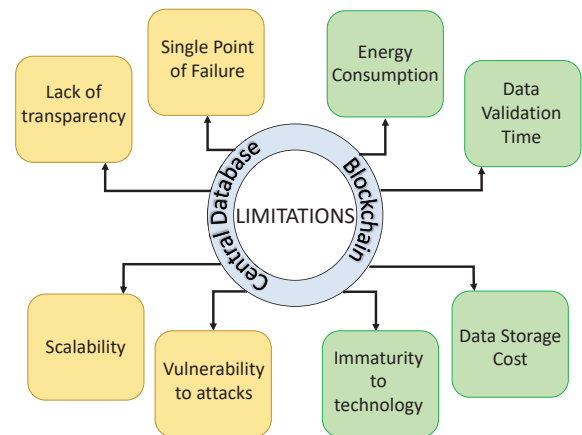 Single Point
of Failure
Energy
Consumption
Lack of
transparency
Data
Validation
Time
Central Database
Blockchain
LIMITATIONS
Scalability
Vulnerability
to attacks
Immaturity
to
technology
Data Storage
Cost